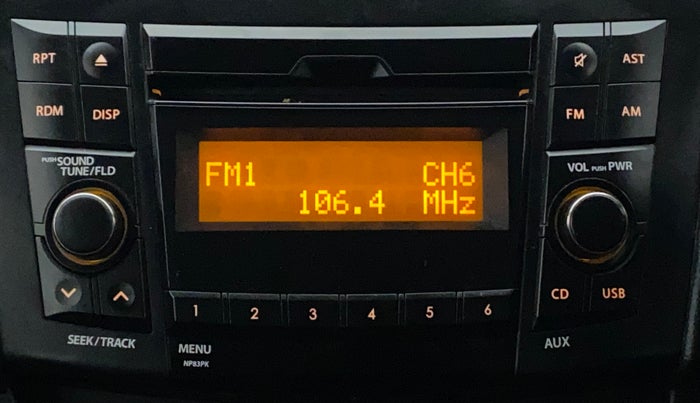 RPT
AST
RDM
DISP
FM
AM
PUSH SOUND
TUNE/FLD
VOL PUSH PWR
FM1 CH6
106.4 MHz
CD
USB
1 2 3 4 5 6
SEEK/TRACK
MENU
NP83PK
AUX